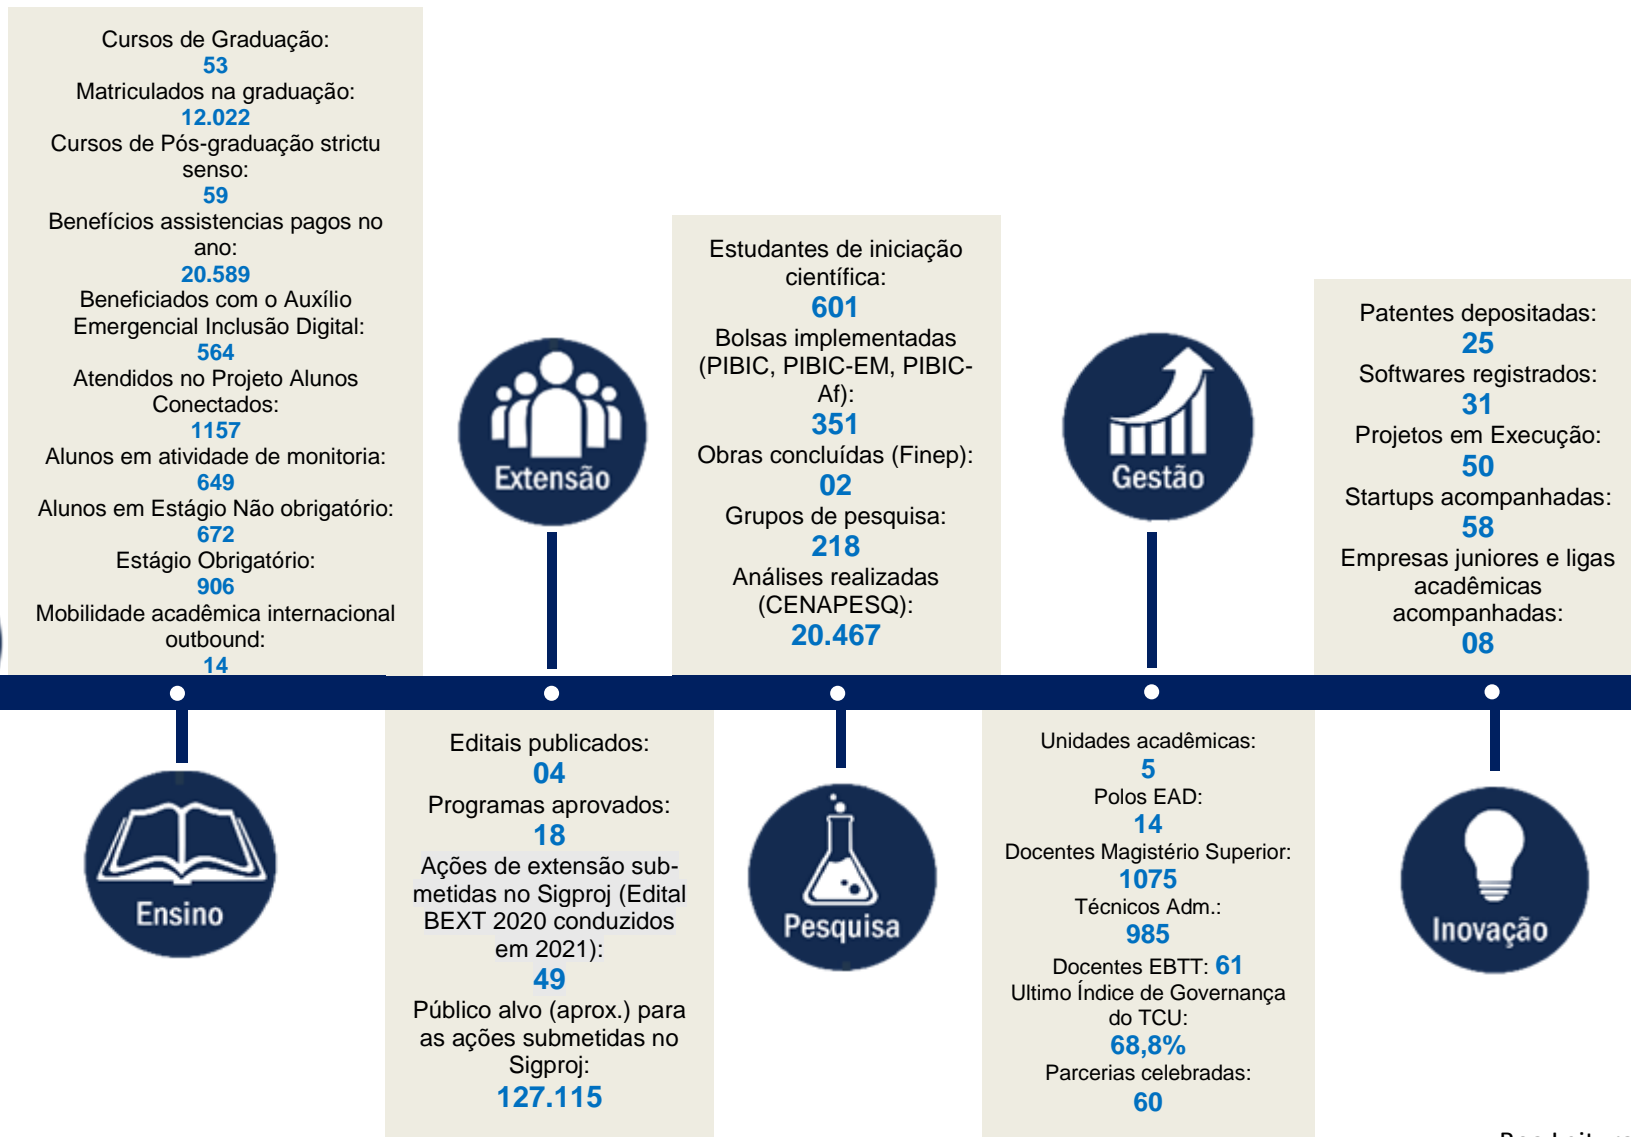 Cursos de Graduação:
53
Matriculados na graduação:
12.022
Cursos de Pós-graduação strictu
senso:
59
Benefícios assistencias pagos no
ano:
20.589
Beneficiados com o Auxílio
Emergencial Inclusão Digital:
564
Atendidos no Projeto Alunos
Conectados:
1157
Alunos em atividade de monitoria:
649
Alunos em Estágio Não obrigatório:
672
Estágio Obrigatório:
906
Mobilidade acadêmica internacional
outbound:
14
Ensino
Extensão
Editais publicados:
04
Programas aprovados:
18
Ações de extensão sub-
metidas no Sigproj (Edital
BEXT 2020 conduzidos
em 2021):
49
Público alvo (aprox.) para
as ações submetidas no
Sigproj:
127.115
Estudantes de iniciação
científica:
601
Bolsas implementadas
(PIBIC, PIBIC-EM, PIBIC-
Af):
351
Obras concluídas (Finep):
02
Grupos de pesquisa:
218
Análises realizadas
(CENAPESQ):
20.467
Pesquisa
Gestão
Unidades acadêmicas:
5
Polos EAD:
14
Docentes Magistério Superior:
1075
Técnicos Adm.:
985
Docentes EBTT: 61
Ultimo Índice de Governança
do TCU:
68,8%
Parcerias celebradas:
60
Patentes depositadas:
25
Softwares registrados:
31
Projetos em Execução:
50
Startups acompanhadas:
58
Empresas juniores e ligas
acadêmicas
acompanhadas:
08
Inovação